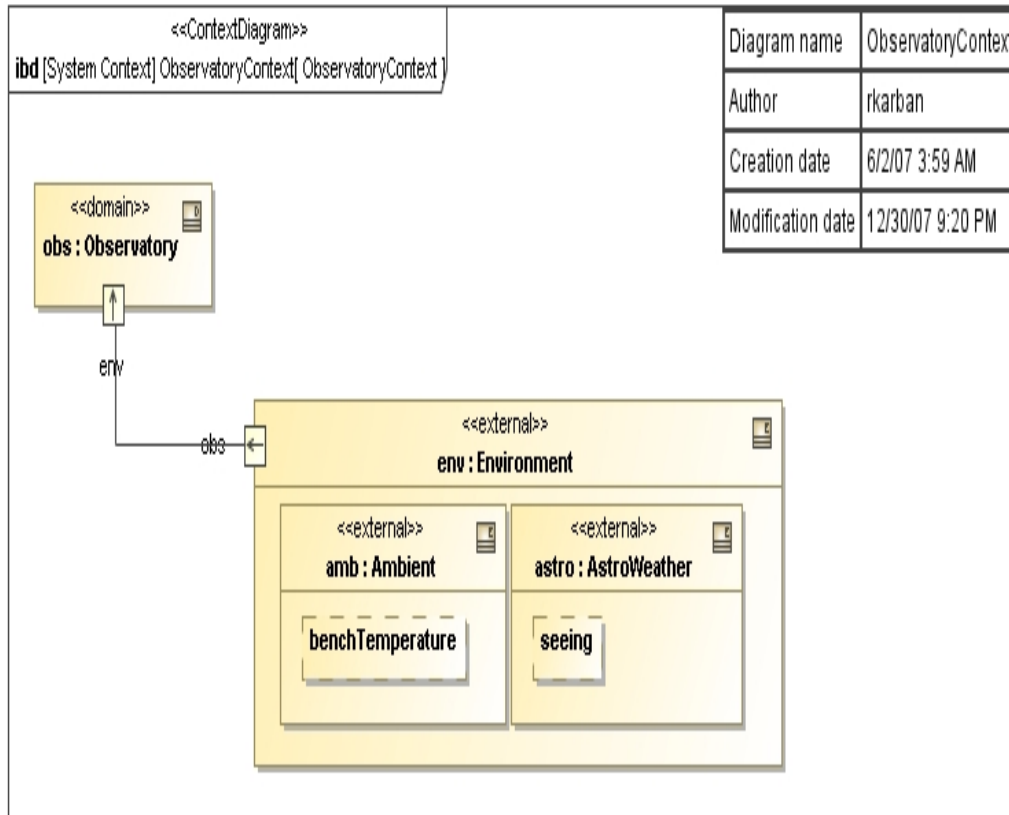 <<ContextDiagram>>
ibd [System Context] ObservatoryContext[ ObservatoryContext ]
Diagram name ObservatoryContext
Author rkarban
Creation date 6/2/07 3:59 AM
Modification date 12/30/07 9:20 PM
<<domain>>
obs : Observatory
env
obs
<<external>>
env : Environment
<<external>>
amb : Ambient
benchTemperature
<<external>>
astro : AstroWeather
seeing